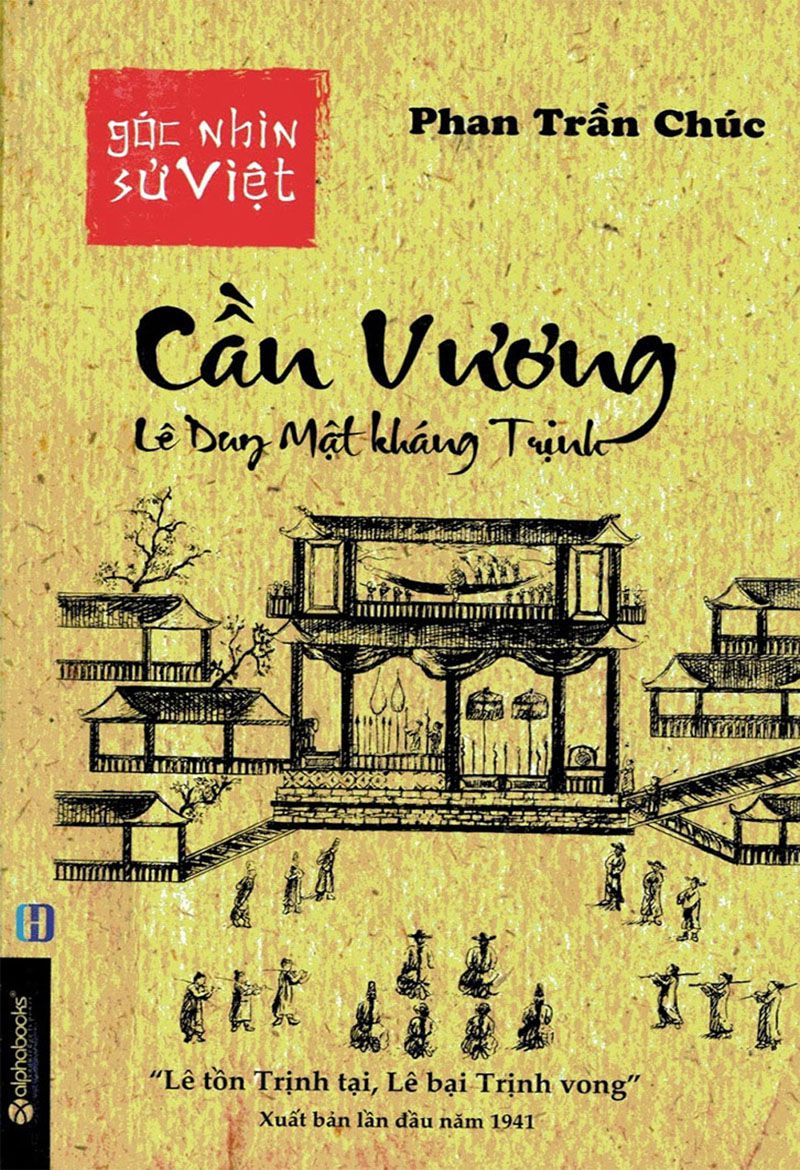 góc nhìn
sử Việt
Phan Trần Chúc
Cần Vương
Lê Duy Mật kháng Trịnh
alphabooks®
"Lê tồn Trịnh tại, Lê bại Trịnh vong"
Xuất bản lần đầu năm 1941